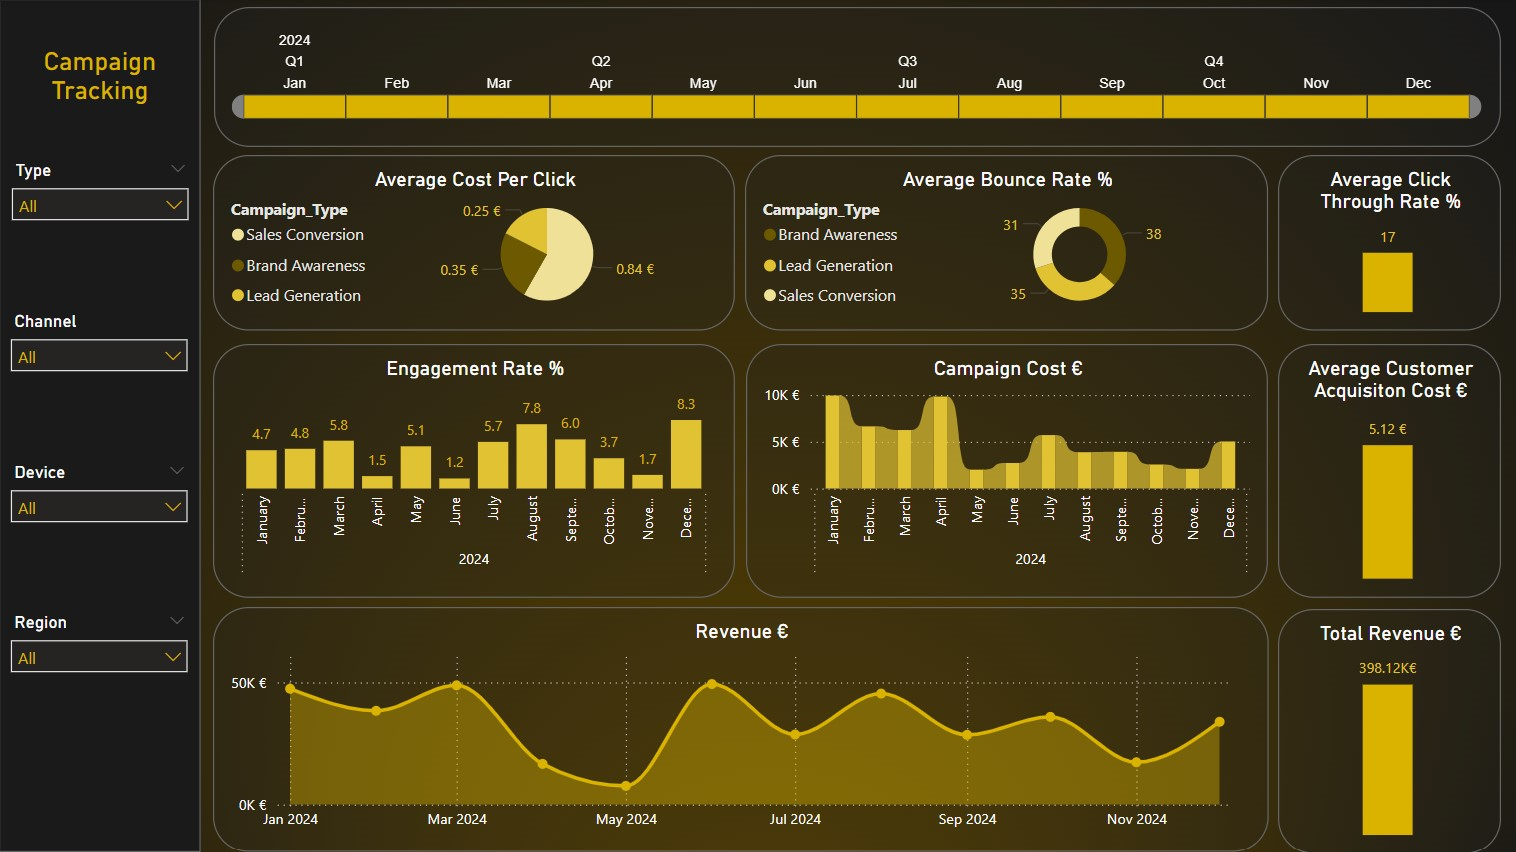 Campaign
Tracking
Type
All
Channel
All
Device
All
Region
All
2024
Q1 Q2 Q3 Q4
Jan Feb Mar Apr May Jun Jul Aug Sep Oct Nov Dec
Average Cost Per Click
Campaign_Type
Sales Conversion
Brand Awareness
Lead Generation
0.25 €
0.35 €
0.84 €
Average Bounce Rate %
Campaign_Type
Brand Awareness
Lead Generation
Sales Conversion
31
38
35
Average Click
Through Rate %
17
Engagement Rate %
4.7 4.8 5.8 1.5 5.1 1.2 5.7 7.8 6.0 3.7 1.7 8.3
January Febru... March April May June July August Septe... Octob... Nove... Dece...
2024
Campaign Cost €
10K €
5K €
0K €
January Febru... March April May June July August Septe... Octob... Nove... Dece...
2024
Average Customer
Acquisiton Cost €
5.12 €
Revenue €
50K €
0K €
Jan 2024 Mar 2024 May 2024 Jul 2024 Sep 2024 Nov 2024
Total Revenue €
398.12K€